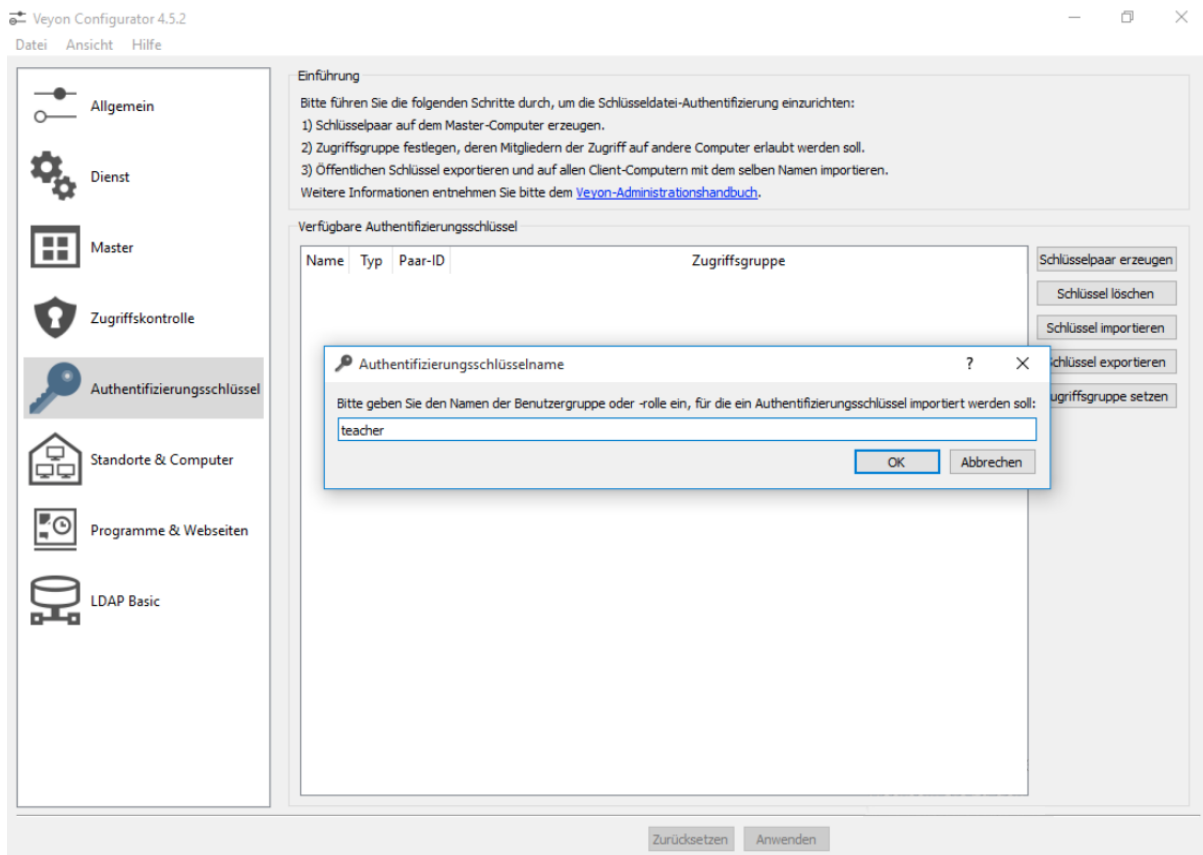 Veyon Configurator 4.5.2
Datei Ansicht Hilfe
Allgemein
Dienst
Master
Zugriffskontrolle
Authentifizierungsschlüssel
Standorte & Computer
Programme & Webseiten
LDAP Basic
Einführung
Bitte führen Sie die folgenden Schritte durch, um die Schlüsseldatei-Authentifizierung einzurichten:
1) Schlüsselpaar auf dem Master-Computer erzeugen.
2) Zugriffsgruppe festlegen, deren Mitgliedern der Zugriff auf andere Computer erlaubt werden soll.
3) Öffentlichen Schlüssel exportieren und auf allen Client-Computern mit dem selben Namen importieren.
Weitere Informationen entnehmen Sie bitte dem Veyon-Administrationshandbuch.
Verfügbare Authentifizierungsschlüssel
Name Typ Paar-ID Zugriffsgruppe
Schlüsselpaar erzeugen
Schlüssel löschen
Schlüssel importieren
chlüssel exportieren
ugriffsgruppe setzen
Authentifizierungsschlüsselname ?
Bitte geben Sie den Namen der Benutzergruppe oder -rolle ein, für die ein Authentifizierungsschlüssel importiert werden soll:
teacher
OK Abbrechen
Zurücksetzen Anwenden